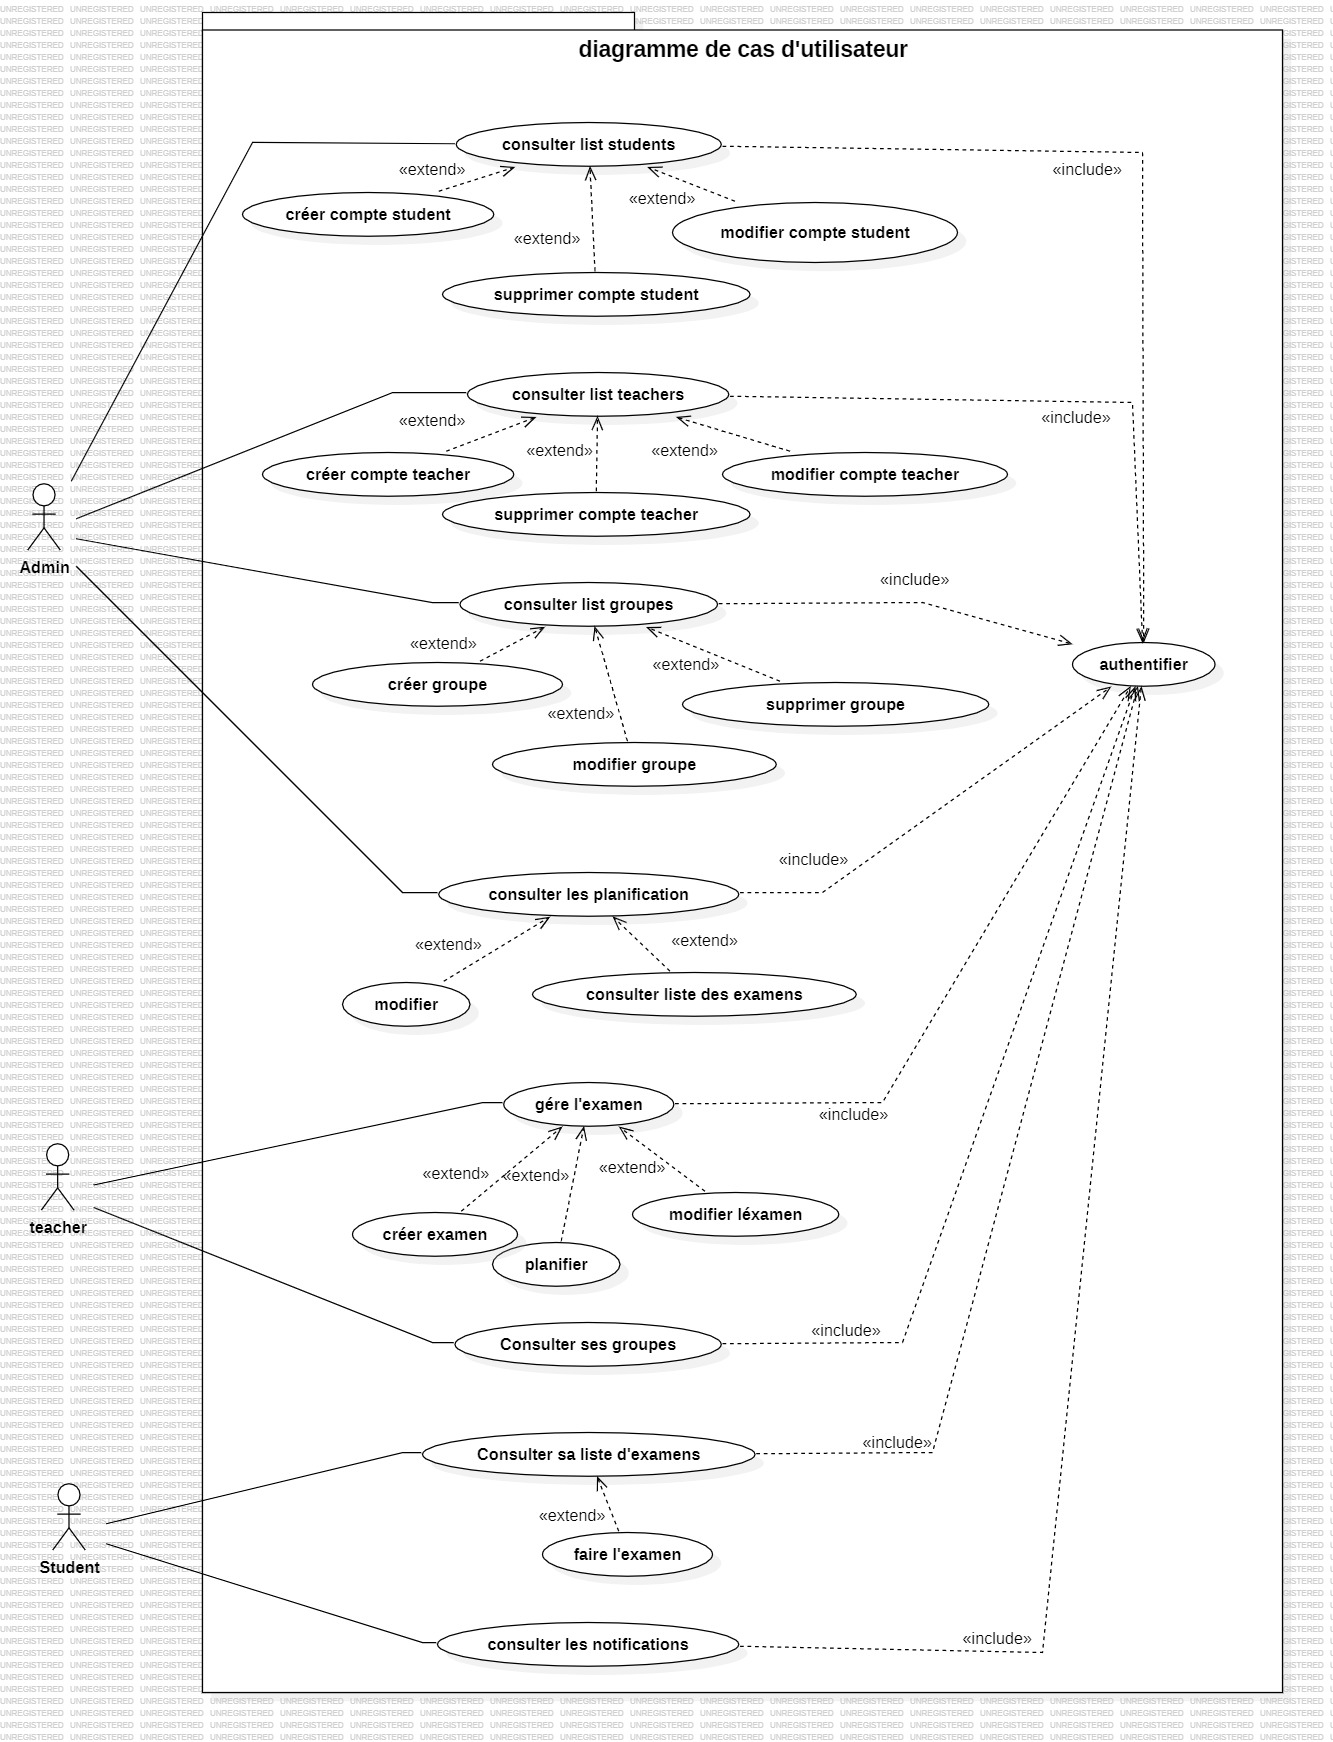 diagramme de cas d'utilisateur
consulter list students
«extend»
«include»
créer compte student
«extend»
modifier compte student
«extend»
supprimer compte student
consulter list teachers
«extend»
«include»
«extend»
«extend»
créer compte teacher
modifier compte teacher
supprimer compte teacher
Admin
«include»
consulter list groupes
«extend»
«extend»
authentifier
créer groupe
supprimer groupe
«extend»
modifier groupe
«include»
consulter les planification
«extend»
«extend»
modifier
consulter liste des examens
gére l'examen
«include»
«extend»
«extend»
«extend»
teacher
créer examen
modifier léxamen
planifier
«include»
Consulter ses groupes
«include»
Consulter sa liste d'examens
«extend»
Student
faire l'examen
«include»
consulter les notifications
UNREGISTERED